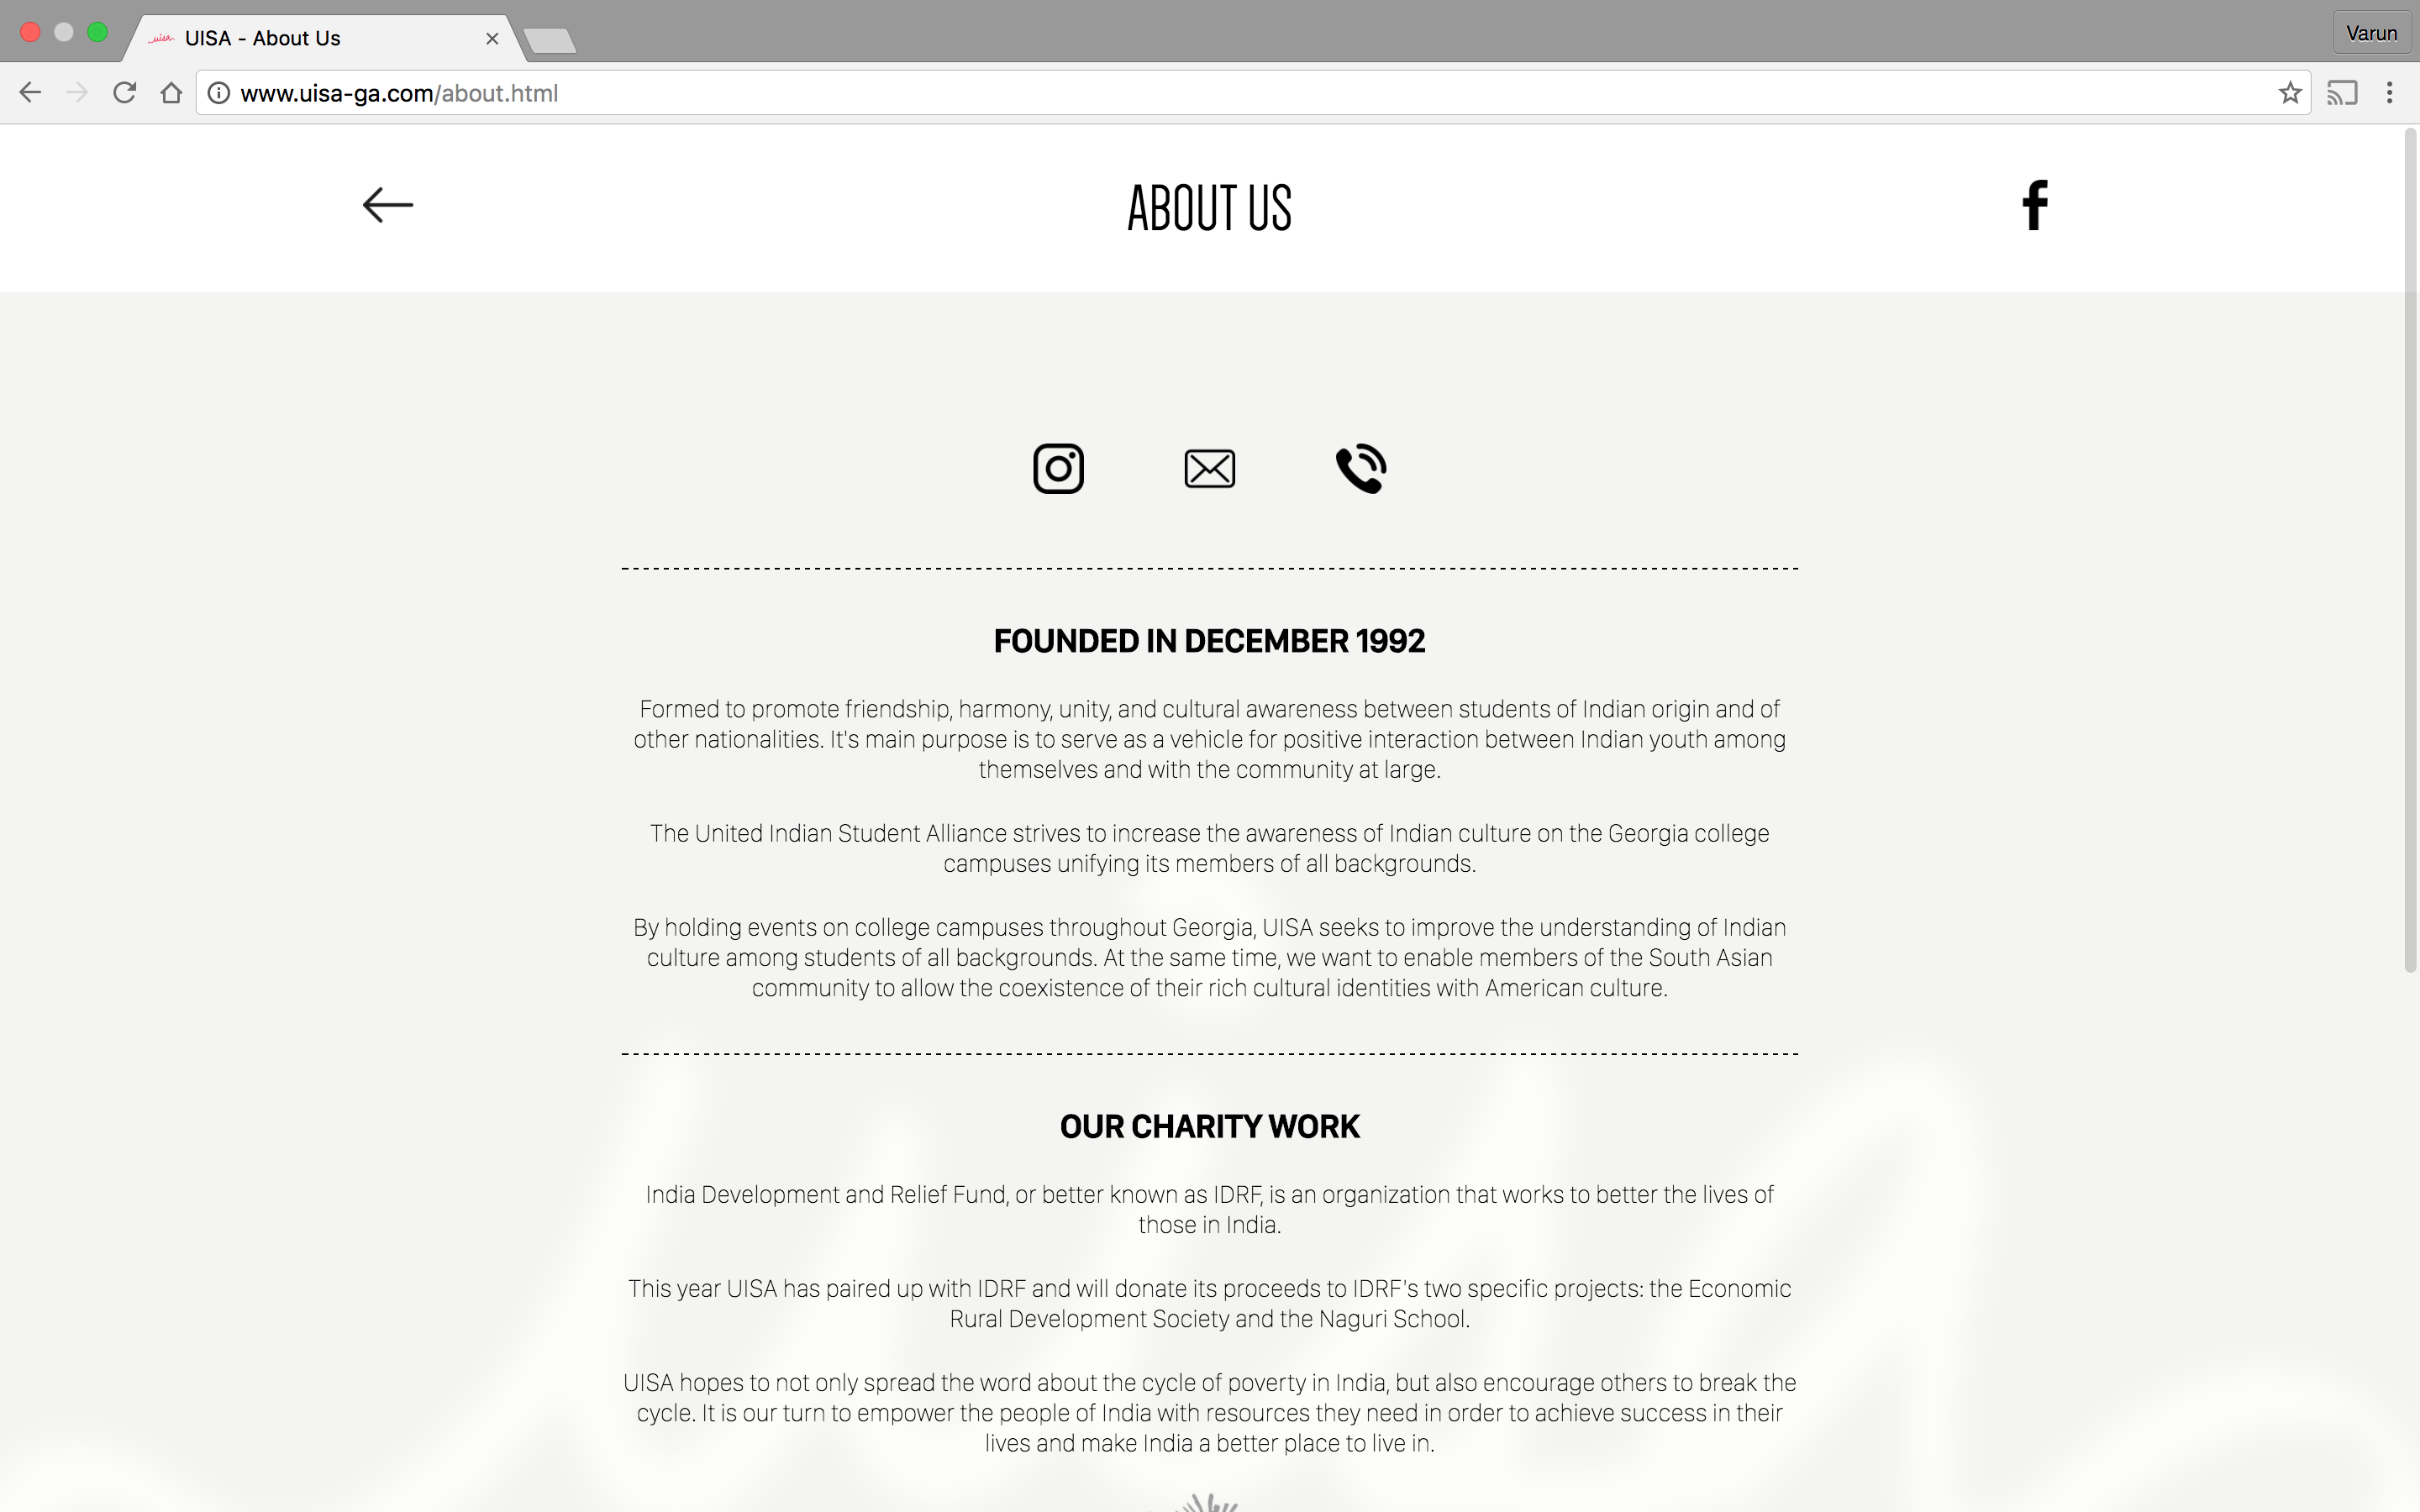 uisa
UISA - About Us
Varun
www.uisa-ga.com/about.html
ABOUT US
FOUNDED IN DECEMBER 1992
Formed to promote friendship, harmony, unity, and cultural awareness between students of Indian origin and of
other nationalities. It's main purpose is to serve as a vehicle for positive interaction between Indian youth among
themselves and with the community at large.
The United Indian Student Alliance strives to increase the awareness of Indian culture on the Georgia college
campuses unifying its members of all backgrounds.
By holding events on college campuses throughout Georgia, UISA seeks to improve the understanding of Indian
culture among students of all backgrounds. At the same time, we want to enable members of the South Asian
community to allow the coexistence of their rich cultural identities with American culture.
OUR CHARITY WORK
India Development and Relief Fund, or better known as IDRF, is an organization that works to better the lives of
those in India.
This year UISA has paired up with IDRF and will donate its proceeds to IDRF's two specific projects: the Economic
Rural Development Society and the Naguri School.
UISA hopes to not only spread the word about the cycle of poverty in India, but also encourage others to break the
cycle. It is our turn to empower the people of India with resources they need in order to achieve success in their
lives and make India a better place to live in.
uisa